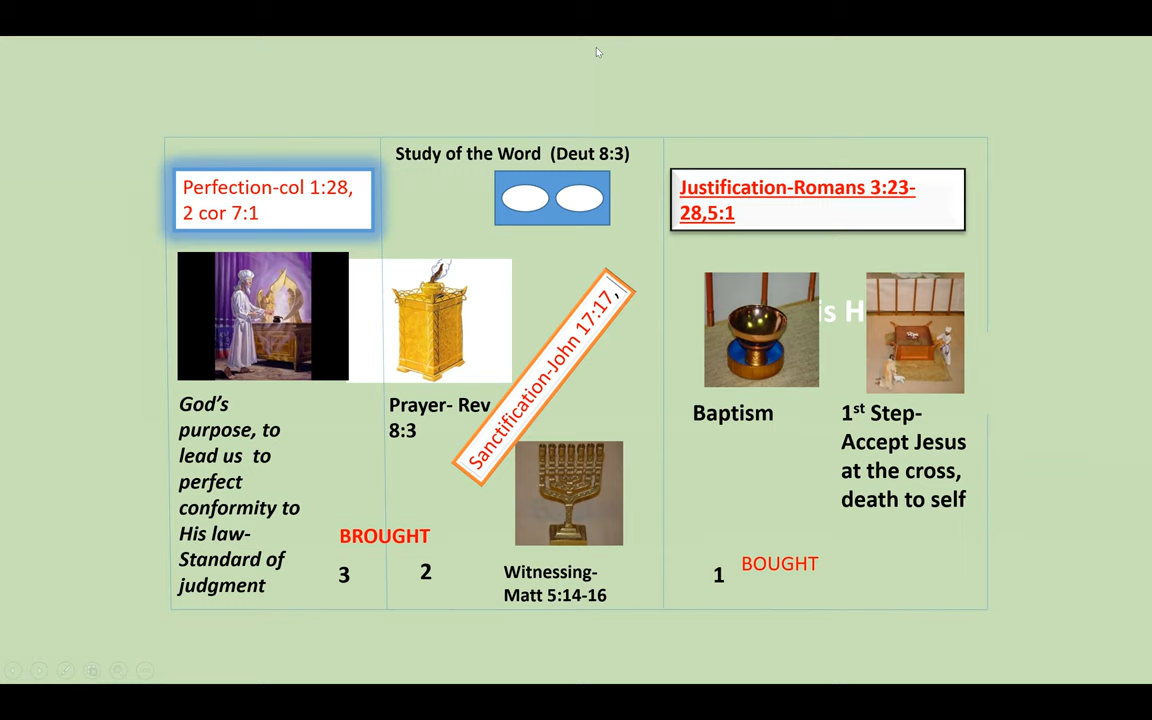 Study of the Word  (Deut 8:3)
Perfection-col 1:28,
2 cor 7:1
Justification-Romans 3:23-
28,5:1
is H
Sanctification-John 17:17,
God's
purpose, to
lead us  to
perfect
conformity to
His law-
Standard of
judgment
Prayer- Rev
8:3
Baptism
1st Step-
Accept Jesus
at the cross,
death to self
BROUGHT
3
2
Witnessing-
Matt 5:14-16
1
BOUGHT